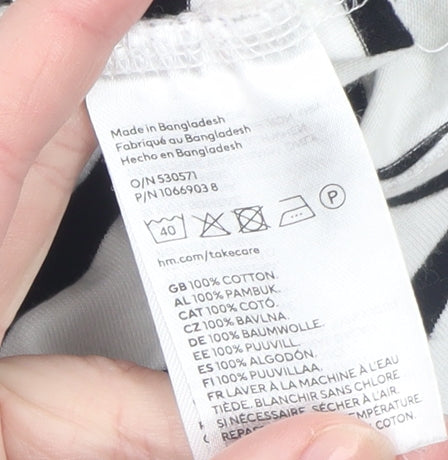 Made in Bangladesh
Fabriqué au Bangladesh
Hecho en Bangladesh
O/N 530571
P/N 1066903 8
40
P
hm.com/takecare
GB 100% COTTON.
AL 100% PAMBUK.
CAT 100% COTÓ.
CZ 100% BAVLNA.
DE 100% BAUMWOLLE.
EE 100% PUUVILL.
ES 100% ALGODÓN.
FI 100% PUUVILLAA.
FR LAVER À LA MACHINE À L'EAU
TIÈDE. BLANCHIR SANS CHLORE
SI NÉCESSAIRE. SÉCHER À L'AIR.
COTON.